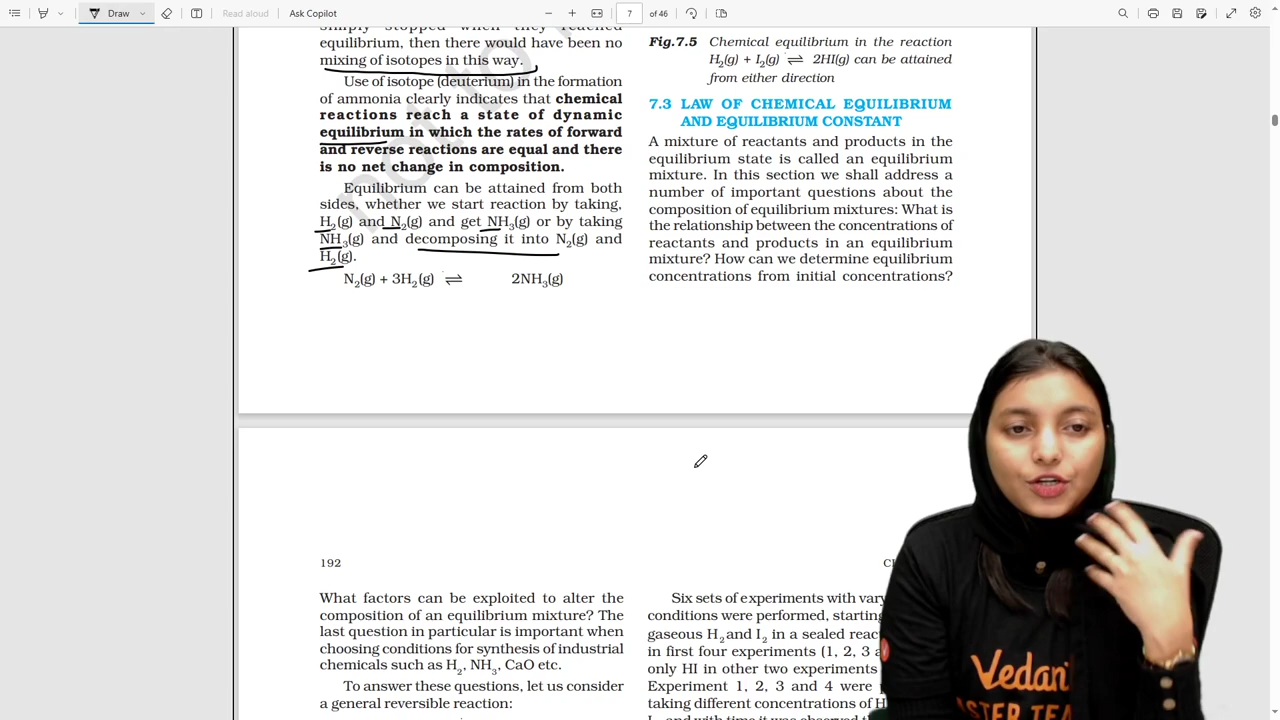 Draw
Read aloud
Ask Copilot
7 of 46
simply stopped when they reached
equilibrium, then there would have been no
mixing of isotopes in this way.
Use of isotope (deuterium) in the formation
of ammonia clearly indicates that chemical
reactions reach a state of dynamic
equilibrium in which the rates of forward
and reverse reactions are equal and there
is no net change in composition.
Equilibrium can be attained from both
sides, whether we start reaction by taking,
H₂(g) and N₂(g) and get NH₃(g) or by taking
NH₃(g) and decomposing it into N₂(g) and
H₂(g).
N₂(g) + 3H₂(g) ⇌ 2NH₃(g)
not to
Fig.7.5 Chemical equilibrium in the reaction
H₂(g) + I₂(g) ⇌ 2HI(g) can be attained
from either direction
7.3 LAW OF CHEMICAL EQUILIBRIUM
AND EQUILIBRIUM CONSTANT
A mixture of reactants and products in the
equilibrium state is called an equilibrium
mixture. In this section we shall address a
number of important questions about the
composition of equilibrium mixtures: What is
the relationship between the concentrations of
reactants and products in an equilibrium
mixture? How can we determine equilibrium
concentrations from initial concentrations?
192
What factors can be exploited to alter the
composition of an equilibrium mixture? The
last question in particular is important when
choosing conditions for synthesis of industrial
chemicals such as H₂, NH₃, CaO etc.
To answer these questions, let us consider
a general reversible reaction:
Six sets of experiments with
conditions were performed, starting
gaseous H₂ and I₂ in a sealed
in first four experiments (1, 2, 3
only HI in other two experiments
Experiment 1, 2, 3 and 4 were
taking different concentrations of
and with time it was observed